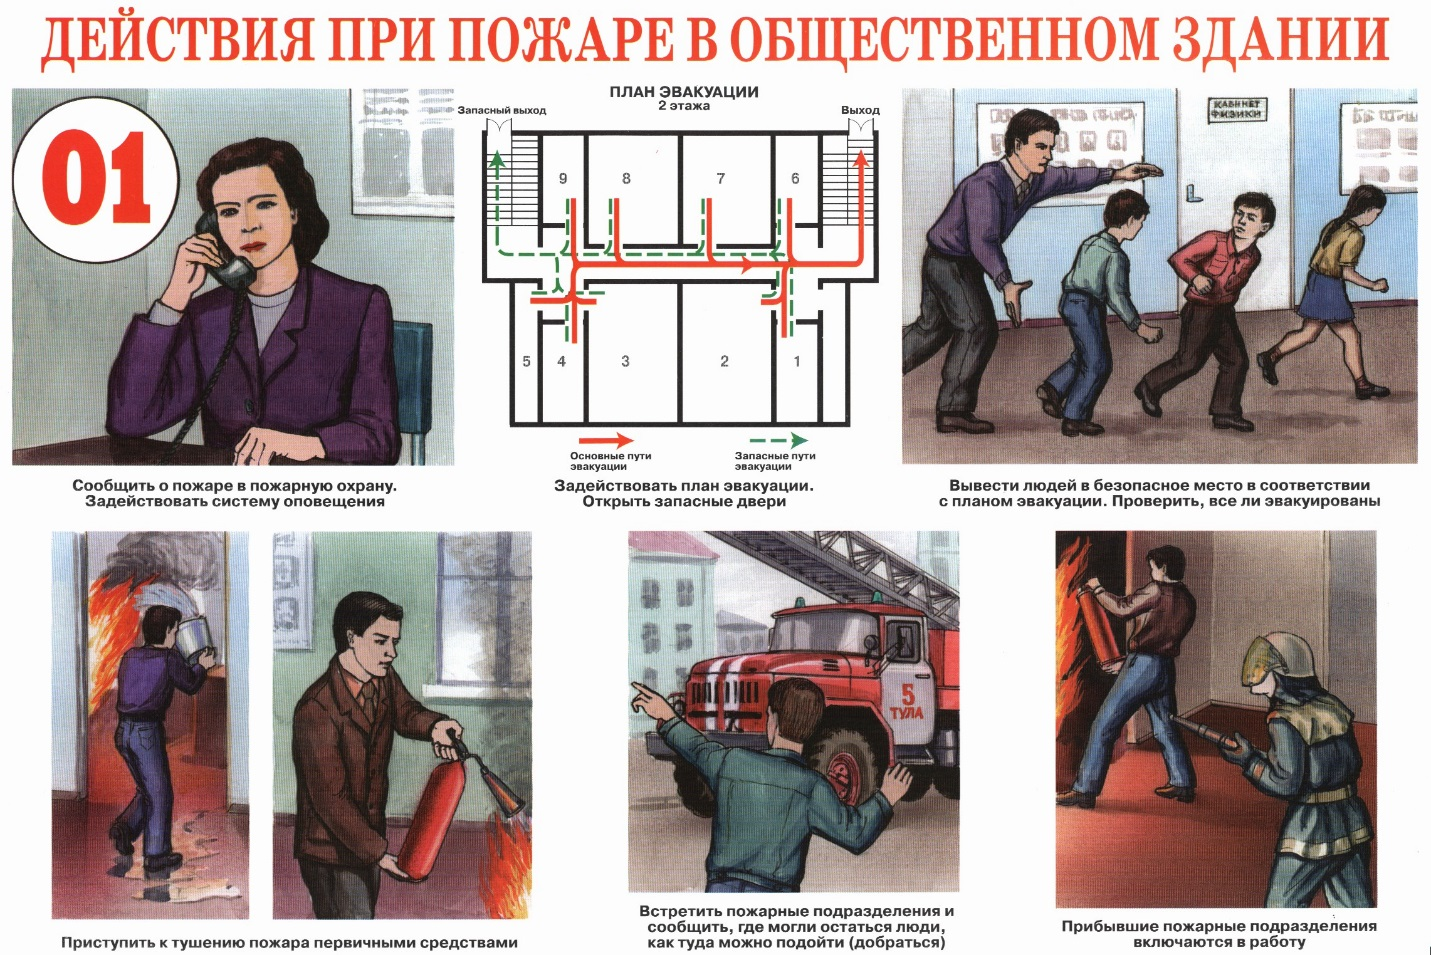 ДЕЙСТВИЯ ПРИ ПОЖАРЕ В ОБЩЕСТВЕННОМ ЗДАНИИ
01
ПЛАН ЭВАКУАЦИИ
2 этажа
Запасный выход
Выход
9
8
7
6
5
4
3
2
1
Основные пути
эвакуации
Запасные пути
эвакуации
КАБИНЕТ
ФИЗИКИ
Сообщить о пожаре в пожарную охрану.
Задействовать систему оповещения
Задействовать план эвакуации.
Открыть запасные двери
Вывести людей в безопасное место в соответствии
с планом эвакуации. Проверить, все ли эвакуированы
5
ТУЛА
Приступить к тушению пожара первичными средствами
Встретить пожарные подразделения и
сообщить, где могли остаться люди,
как туда можно подойти (добраться)
Прибывшие пожарные подразделения
включаются в работу